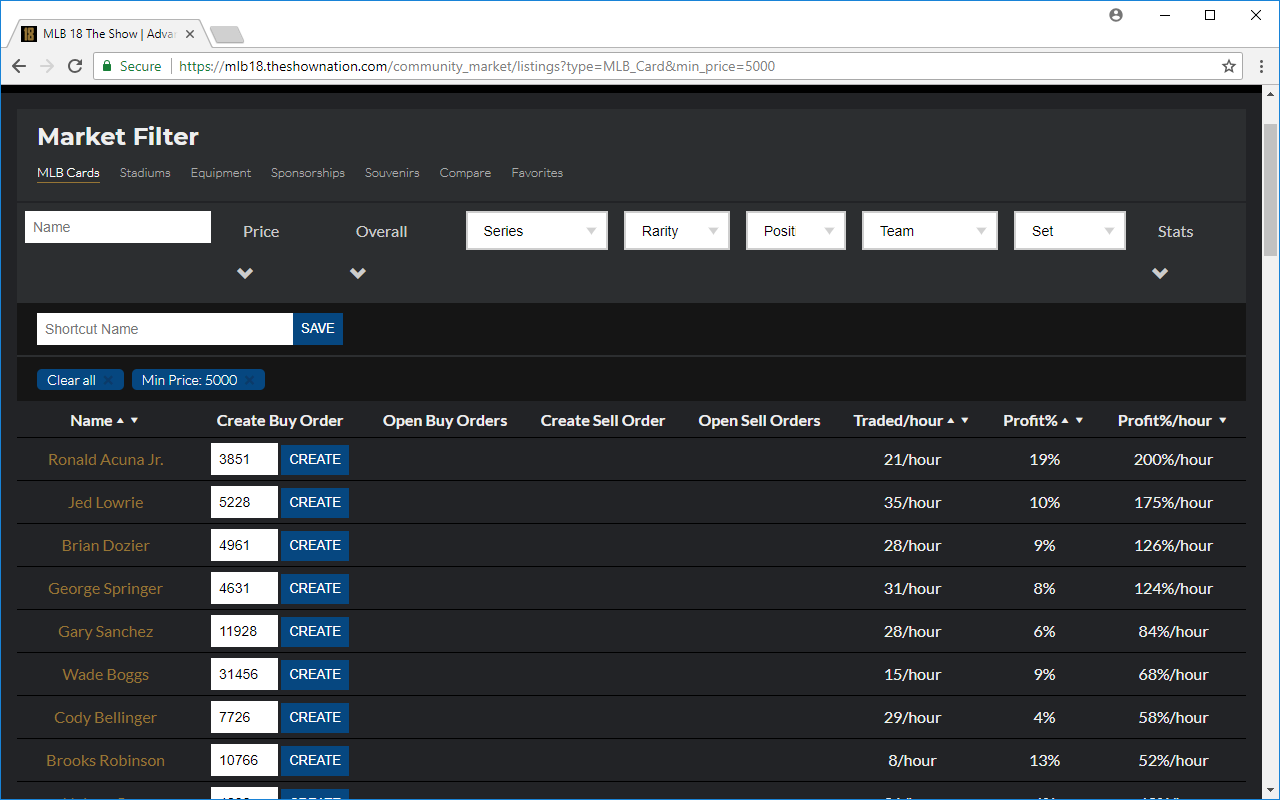 MLB 18 The Show | Adva
Secure https://mlb18.theshownation.com/community_market/listings?type=MLB_Card&min_price=5000
Market Filter
MLB Cards Stadiums Equipment Sponsorships Souvenirs Compare Favorites
Name Price Overall Series Rarity Posit Team Set Stats
Shortcut Name SAVE
Clear all × Min Price: 5000 ×
Name Create Buy Order Open Buy Orders Create Sell Order Open Sell Orders Traded/hour Profit% Profit%/hour
Ronald Acuna Jr. 3851 CREATE 21/hour 19% 200%/hour
Jed Lowrie 5228 CREATE 35/hour 10% 175%/hour
Brian Dozier 4961 CREATE 28/hour 9% 126%/hour
George Springer 4631 CREATE 31/hour 8% 124%/hour
Gary Sanchez 11928 CREATE 28/hour 6% 84%/hour
Wade Boggs 31456 CREATE 15/hour 9% 68%/hour
Cody Bellinger 7726 CREATE 29/hour 4% 58%/hour
Brooks Robinson 10766 CREATE 8/hour 13% 52%/hour